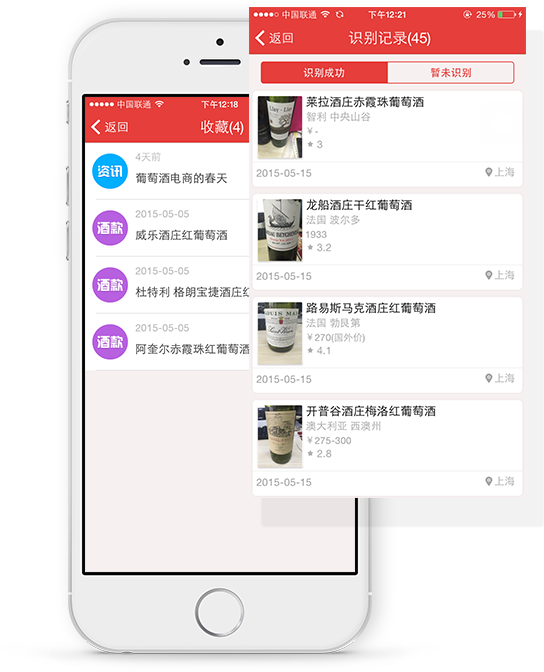 中国联通 下午12:18
返回 收藏(4)
资讯
4天前
葡萄酒电商的春天
酒款
2015-05-05
威乐酒庄红葡萄酒
酒款
2015-05-05
杜特利 格朗宝捷酒庄红
酒款
2015-05-05
阿奎尔赤霞珠红葡萄酒
中国联通 下午12:21 25%
返回 识别记录(45)
识别成功 暂未识别
莱拉酒庄赤霞珠葡萄酒
智利 中央山谷
¥ -
3
2015-05-15 上海
龙船酒庄干红葡萄酒
法国 波尔多
1933
3.2
2015-05-15 上海
路易斯马克酒庄红葡萄酒
法国 勃艮第
¥270(国外价)
4.1
2015-05-15 上海
开普谷酒庄梅洛红葡萄酒
澳大利亚 西澳州
¥275-300
2.8
2015-05-15 上海